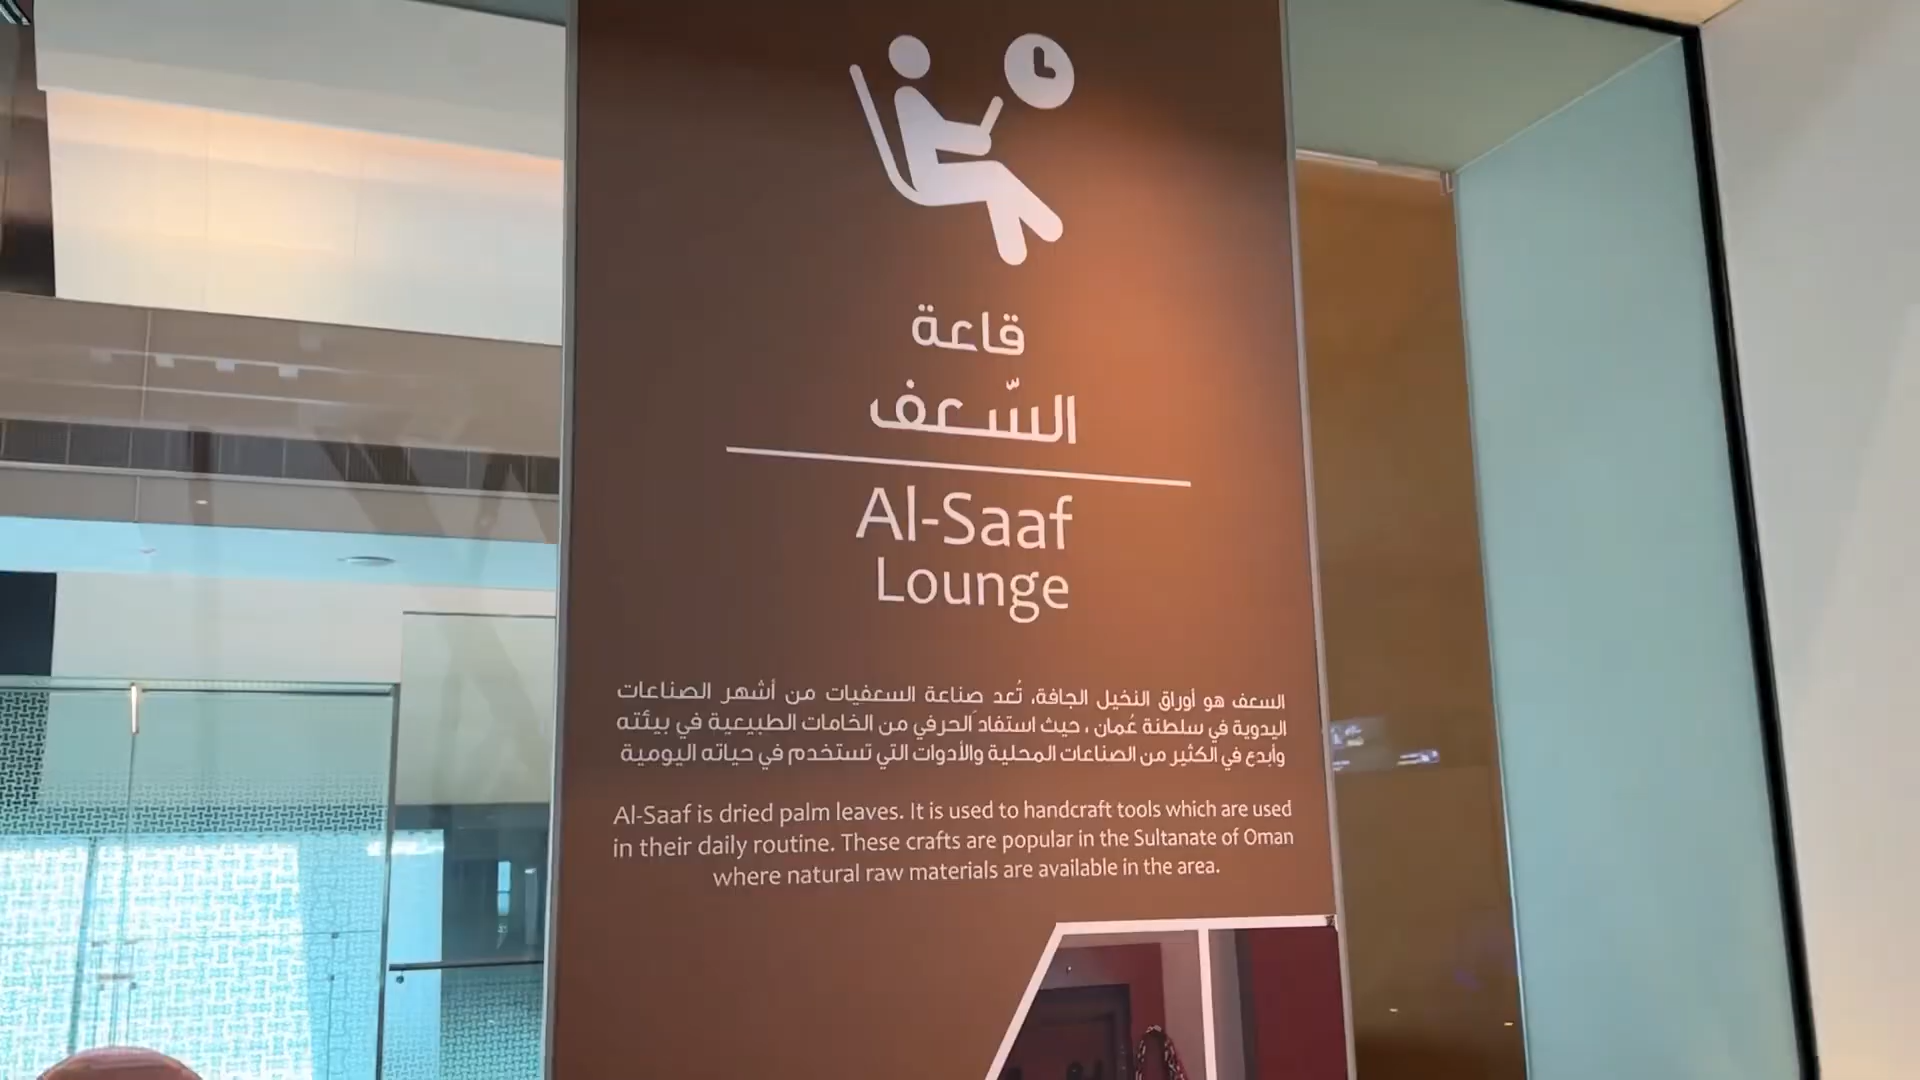 قاعة
السّعف
Al-Saaf
Lounge
السعف هو أوراق النخيل الجافة، تُعد صناعة السعفيات من أشهر الصناعات
اليدوية في سلطنة عُمان ، حيث استفاد الحرفي من الخامات الطبيعية في بيئته
وأبدع في الكثير من الصناعات المحلية والأدوات التي تستخدم في حياته اليومية
Al-Saaf is dried palm leaves. It is used to handcraft tools which are used
in their daily routine. These crafts are popular in the Sultanate of Oman
where natural raw materials are available in the area.